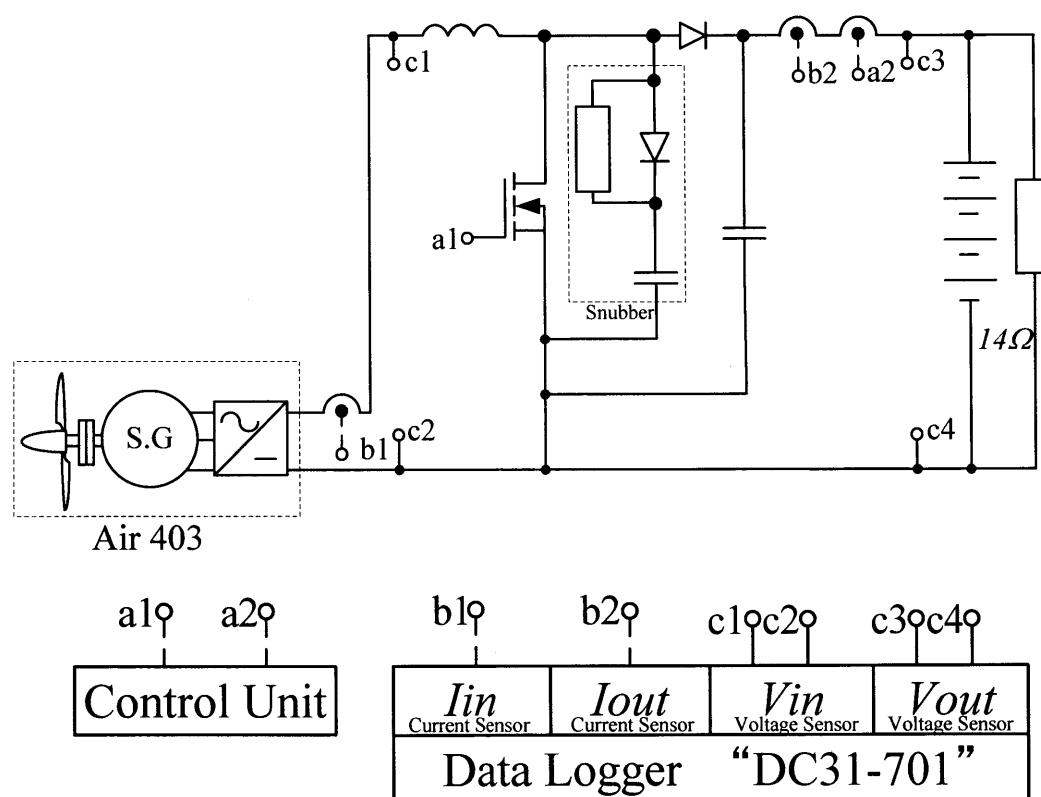 c1
b2
a2
c3
a1
Snubber
14Ω
S.G
b1
c2
c4
Air 403
a1 a2
b1 b2 c1 c2 c3 c4
Control Unit
Iin Iout Vin Vout
Current Sensor Current Sensor Voltage Sensor Voltage Sensor
Data Logger “DC31-701”